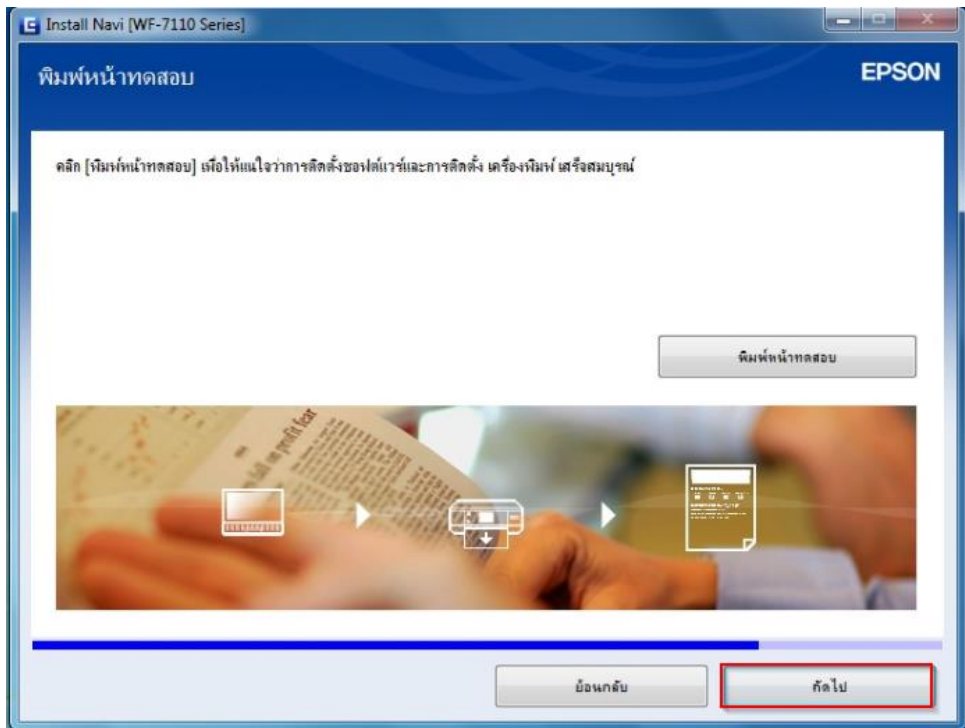 Install Navi [WF-7110 Series]
พิมพ์หน้าทดสอบ
EPSON
คลิก [พิมพ์หน้าทดสอบ] เพื่อให้แน่ใจว่าการติดตั้งซอฟต์แวร์และการติดตั้ง เครื่องพิมพ์ เสร็จสมบูรณ์
พิมพ์หน้าทดสอบ
ย้อนกลับ
ถัดไป